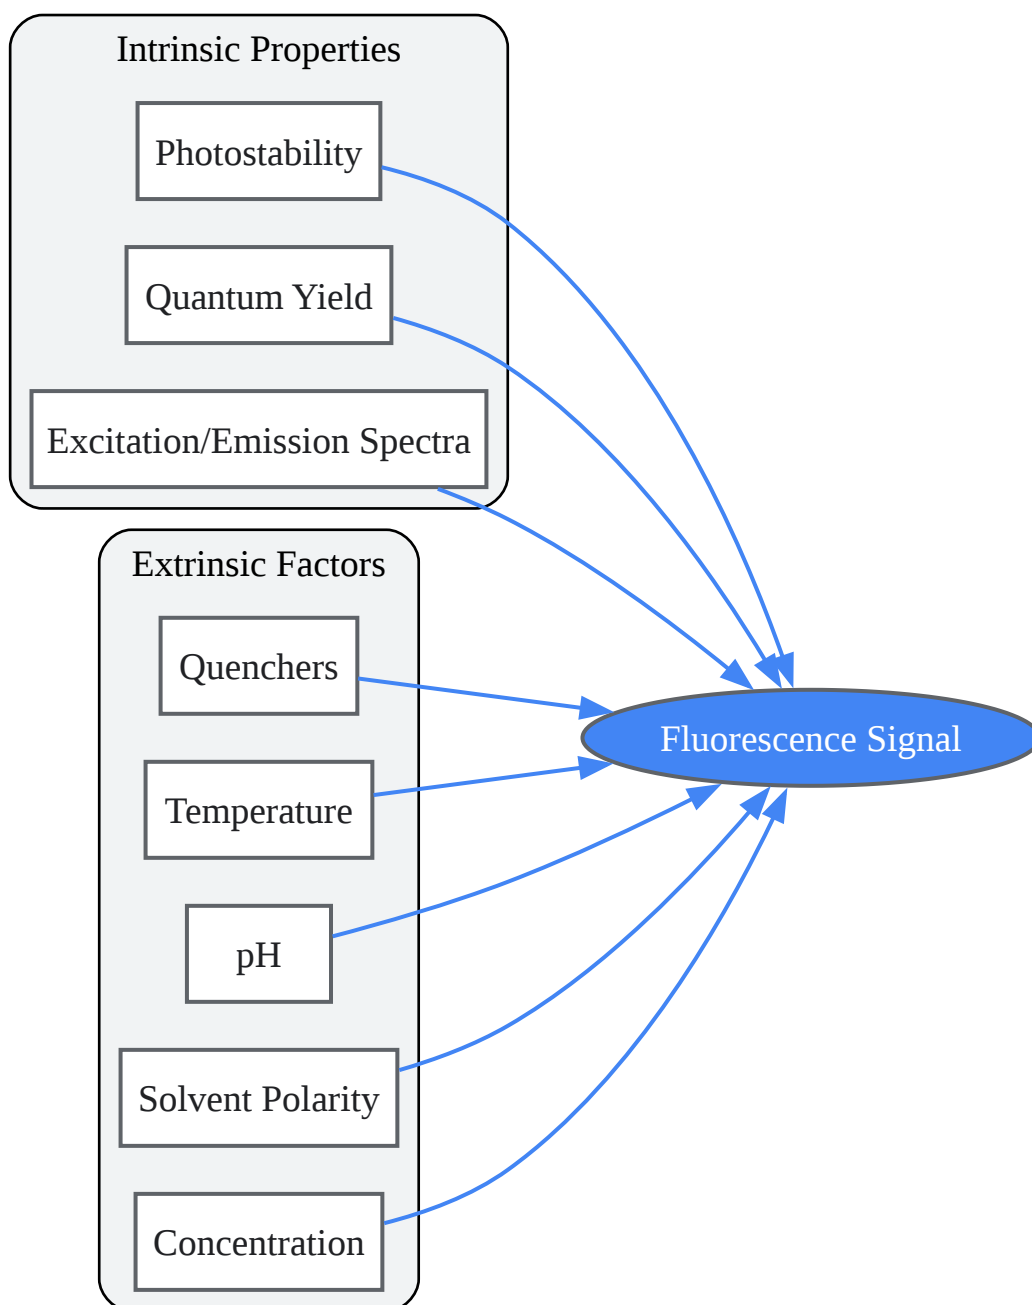 Intrinsic Properties
Photostability
Quantum Yield
Excitation/Emission Spectra
Extrinsic Factors
Quenchers
Temperature
pH
Solvent Polarity
Concentration
Fluorescence Signal